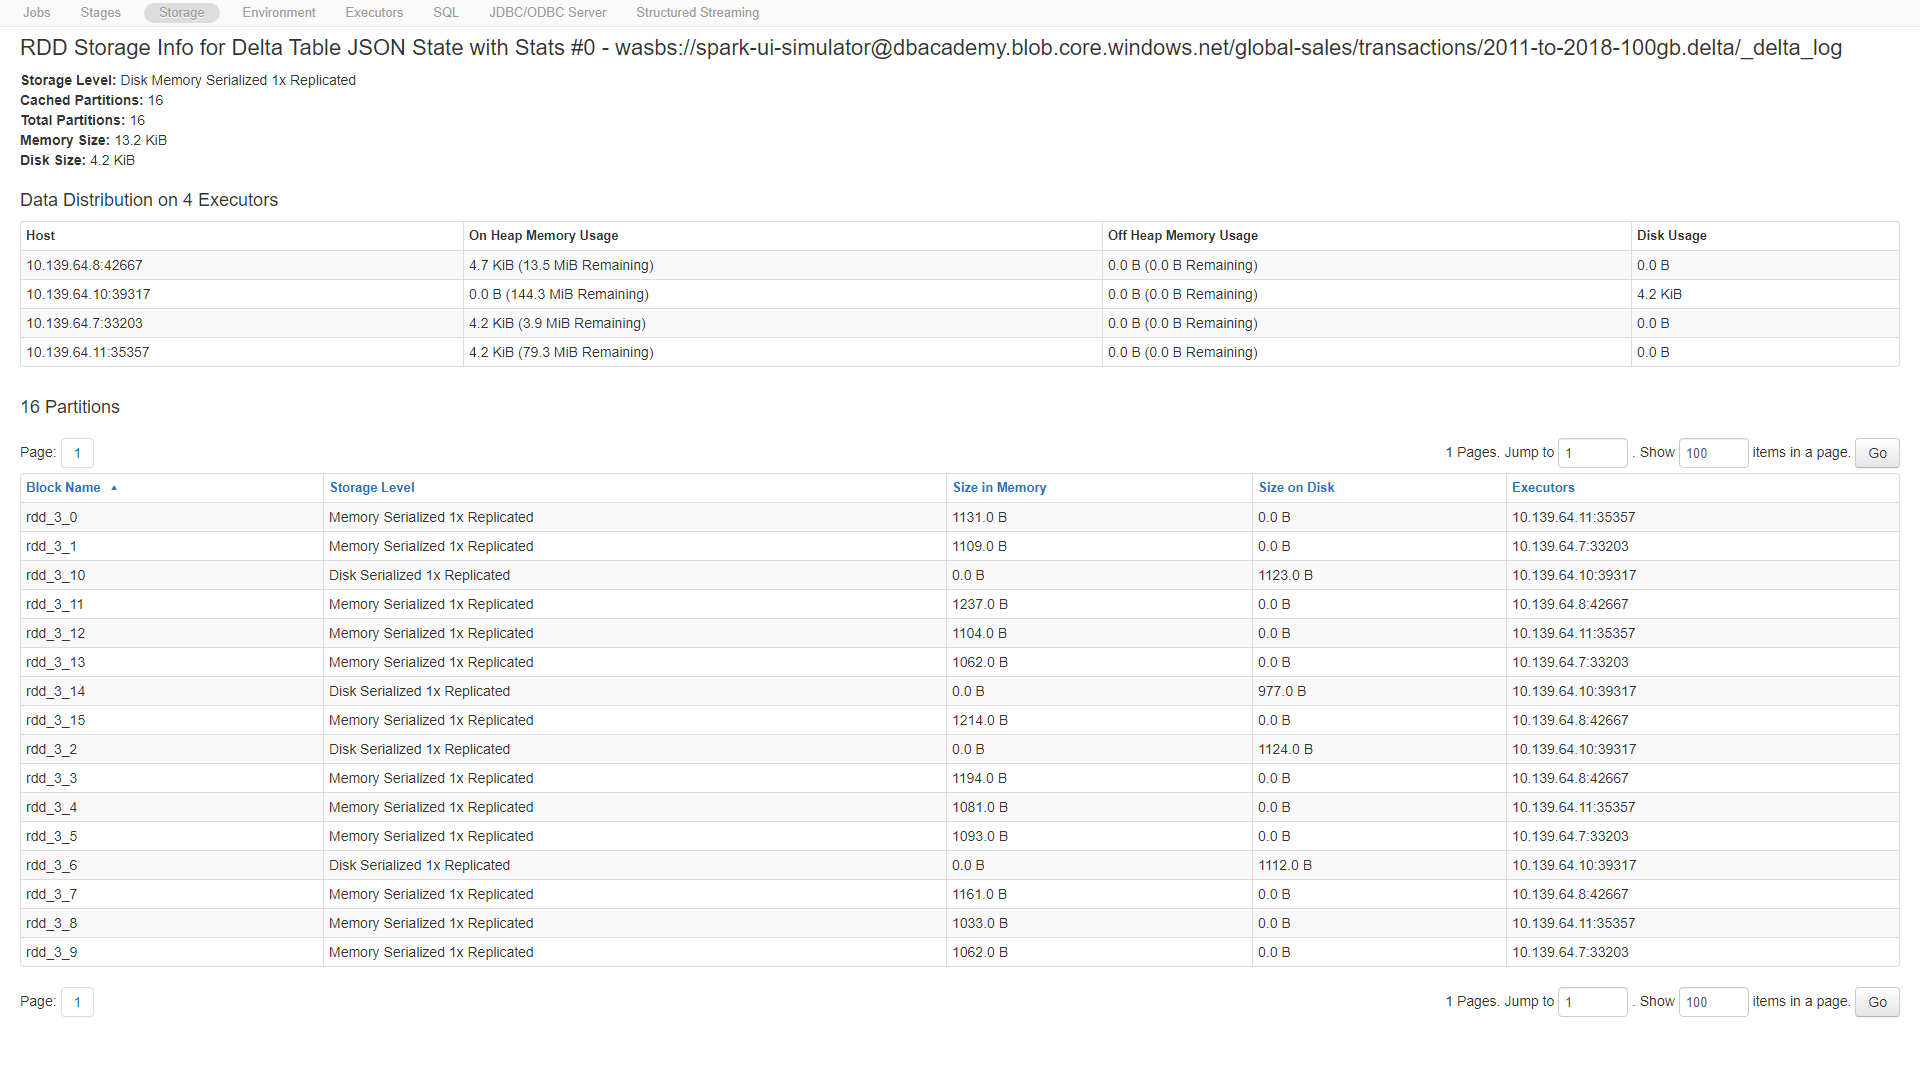 Jobs Stages Storage Environment Executors SQL JDBC/ODBC Server Structured Streaming
RDD Storage Info for Delta Table JSON State with Stats #0 - wasbs://spark-ui-simulator@dbacademy.blob.core.windows.net/global-sales/transactions/2011-to-2018-100gb.delta/_delta_log
Storage Level: Disk Memory Serialized 1x Replicated
Cached Partitions: 16
Total Partitions: 16
Memory Size: 13.2 KiB
Disk Size: 4.2 KiB
Data Distribution on 4 Executors
Host On Heap Memory Usage Off Heap Memory Usage Disk Usage
10.139.64.8:42667 4.7 KiB (13.5 MiB Remaining) 0.0 B (0.0 B Remaining) 0.0 B
10.139.64.10:39317 0.0 B (144.3 MiB Remaining) 0.0 B (0.0 B Remaining) 4.2 KiB
10.139.64.7:33203 4.2 KiB (3.9 MiB Remaining) 0.0 B (0.0 B Remaining) 0.0 B
10.139.64.11:35357 4.2 KiB (79.3 MiB Remaining) 0.0 B (0.0 B Remaining) 0.0 B
16 Partitions
Page: 1 1 Pages. Jump to 1 . Show 100 items in a page. Go
Block Name ▲ Storage Level Size in Memory Size on Disk Executors
rdd_3_0 Memory Serialized 1x Replicated 1131.0 B 0.0 B 10.139.64.11:35357
rdd_3_1 Memory Serialized 1x Replicated 1109.0 B 0.0 B 10.139.64.7:33203
rdd_3_10 Disk Serialized 1x Replicated 0.0 B 1123.0 B 10.139.64.10:39317
rdd_3_11 Memory Serialized 1x Replicated 1237.0 B 0.0 B 10.139.64.8:42667
rdd_3_12 Memory Serialized 1x Replicated 1104.0 B 0.0 B 10.139.64.11:35357
rdd_3_13 Memory Serialized 1x Replicated 1062.0 B 0.0 B 10.139.64.7:33203
rdd_3_14 Disk Serialized 1x Replicated 0.0 B 977.0 B 10.139.64.10:39317
rdd_3_15 Memory Serialized 1x Replicated 1214.0 B 0.0 B 10.139.64.8:42667
rdd_3_2 Disk Serialized 1x Replicated 0.0 B 1124.0 B 10.139.64.10:39317
rdd_3_3 Memory Serialized 1x Replicated 1194.0 B 0.0 B 10.139.64.8:42667
rdd_3_4 Memory Serialized 1x Replicated 1081.0 B 0.0 B 10.139.64.11:35357
rdd_3_5 Memory Serialized 1x Replicated 1093.0 B 0.0 B 10.139.64.7:33203
rdd_3_6 Disk Serialized 1x Replicated 0.0 B 1112.0 B 10.139.64.10:39317
rdd_3_7 Memory Serialized 1x Replicated 1161.0 B 0.0 B 10.139.64.8:42667
rdd_3_8 Memory Serialized 1x Replicated 1033.0 B 0.0 B 10.139.64.11:35357
rdd_3_9 Memory Serialized 1x Replicated 1062.0 B 0.0 B 10.139.64.7:33203
Page: 1 1 Pages. Jump to 1 . Show 100 items in a page. Go